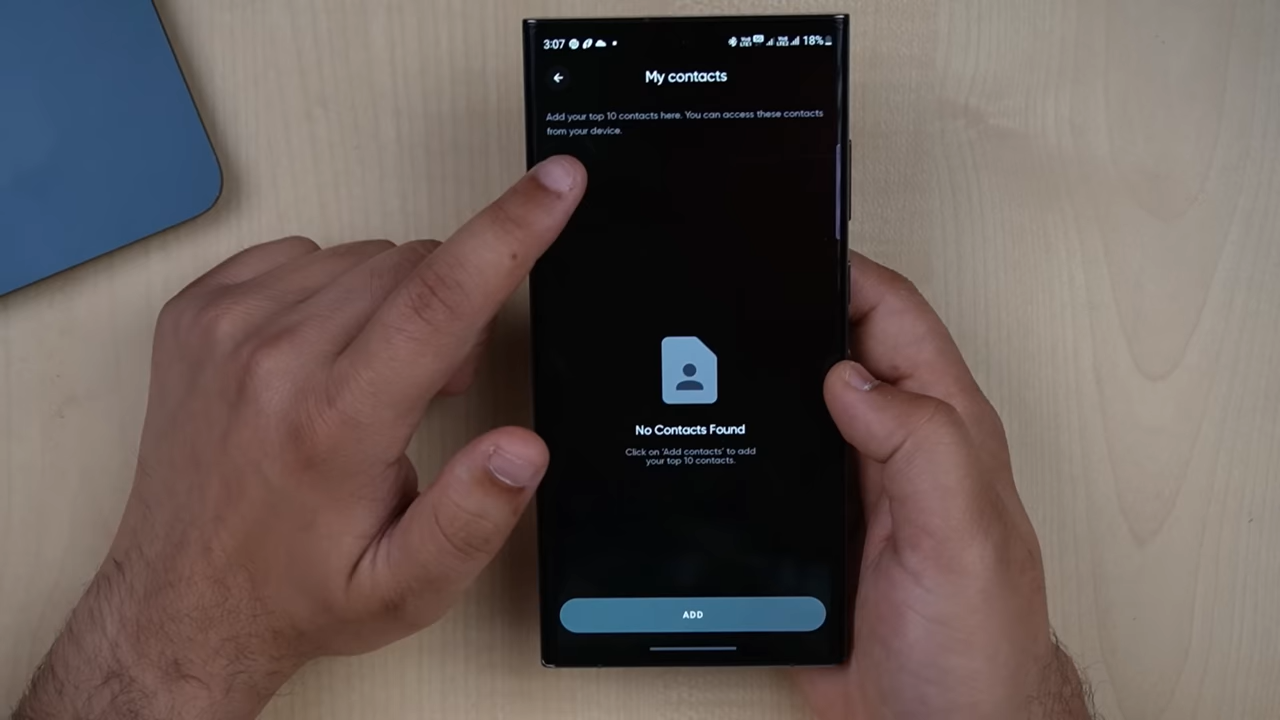 3:07 18%
My contacts
Add your top 10 contacts here. You can access these contacts
from your device.
No Contacts Found
Click on 'Add contacts' to add
your top 10 contacts.
ADD